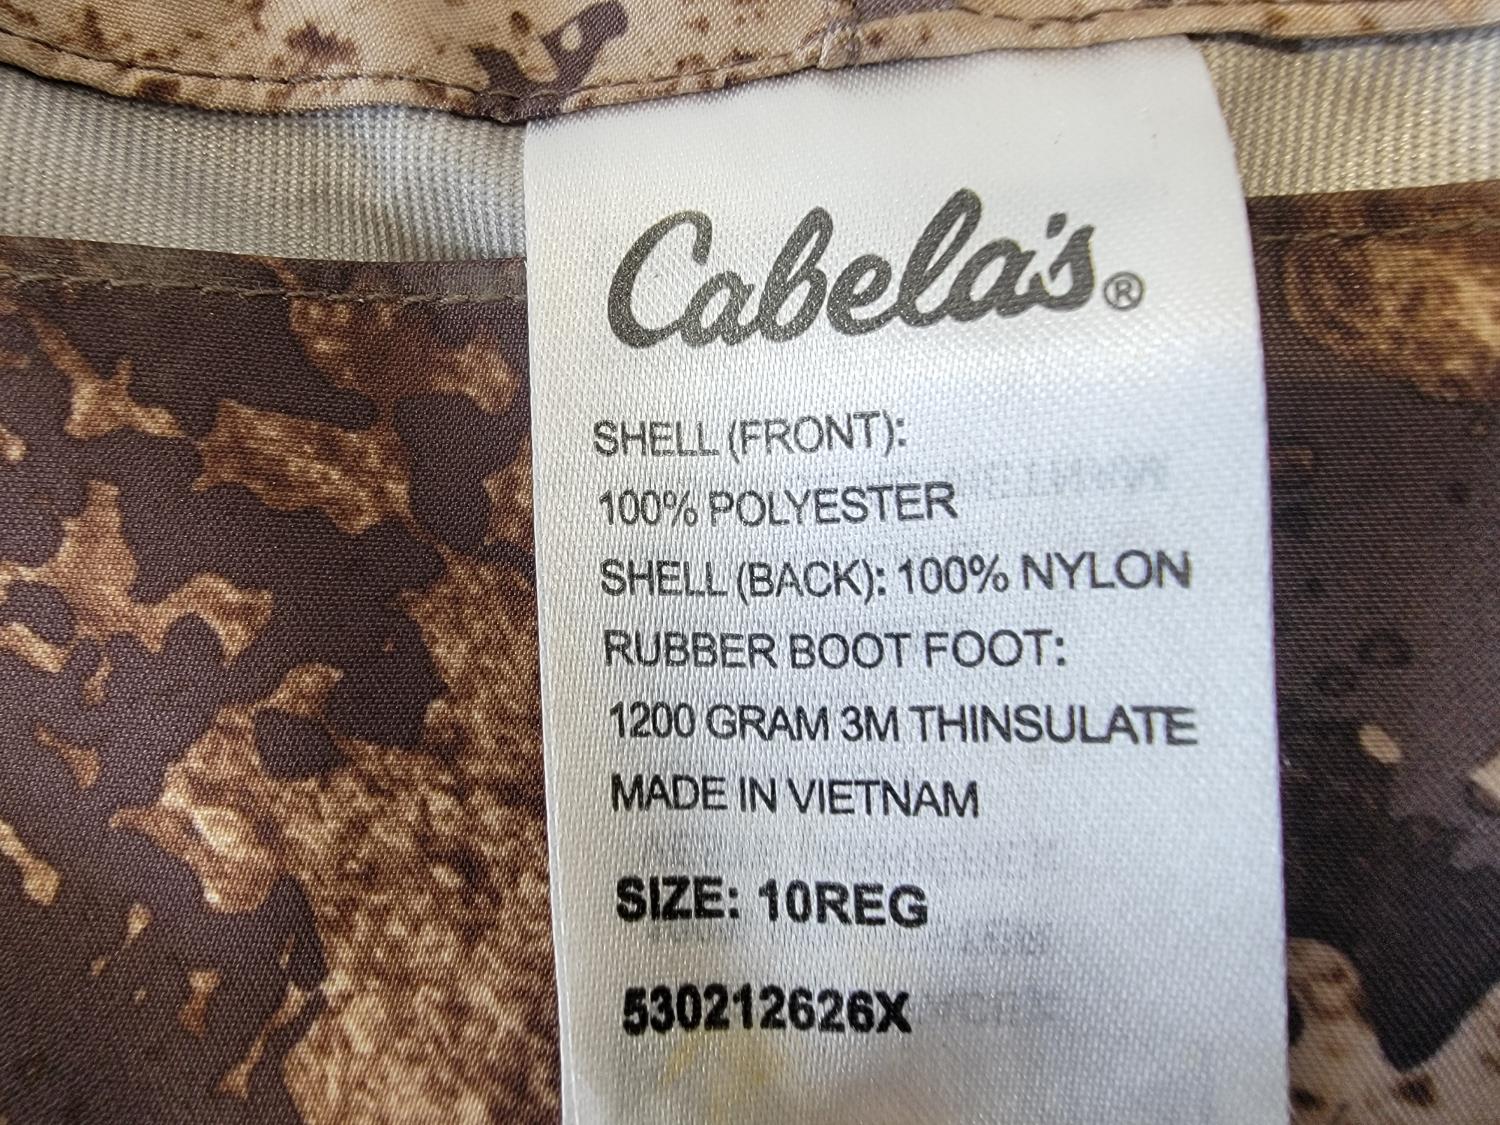 Cabela's®
SHELL (FRONT):
100% POLYESTER
SHELL (BACK): 100% NYLON
RUBBER BOOT FOOT:
1200 GRAM 3M THINSULATE
MADE IN VIETNAM
SIZE: 10REG
530212626X